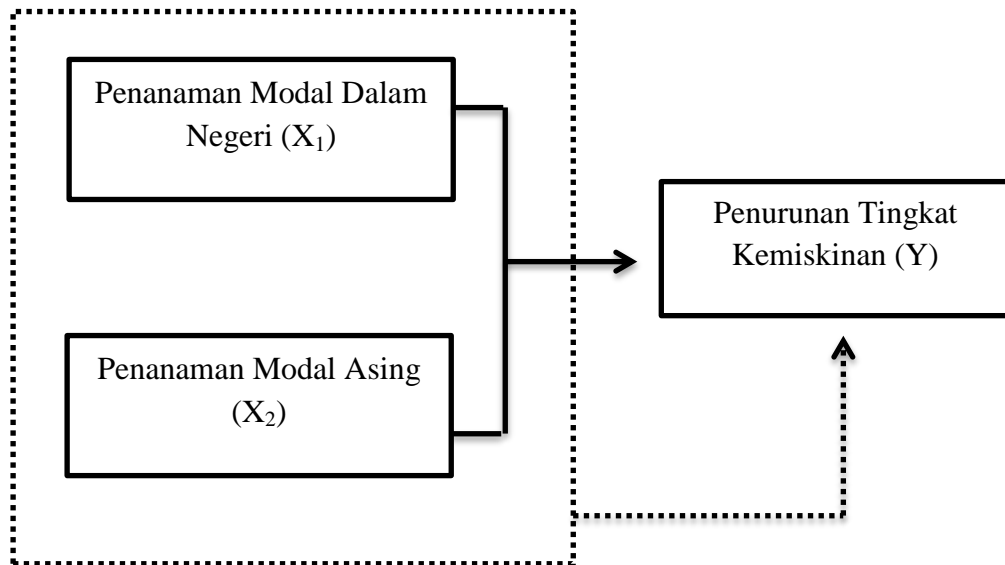 Penanaman Modal Dalam
Negeri (X₁)
Penurunan Tingkat
Kemiskinan (Y)
Penanaman Modal Asing
(X₂)